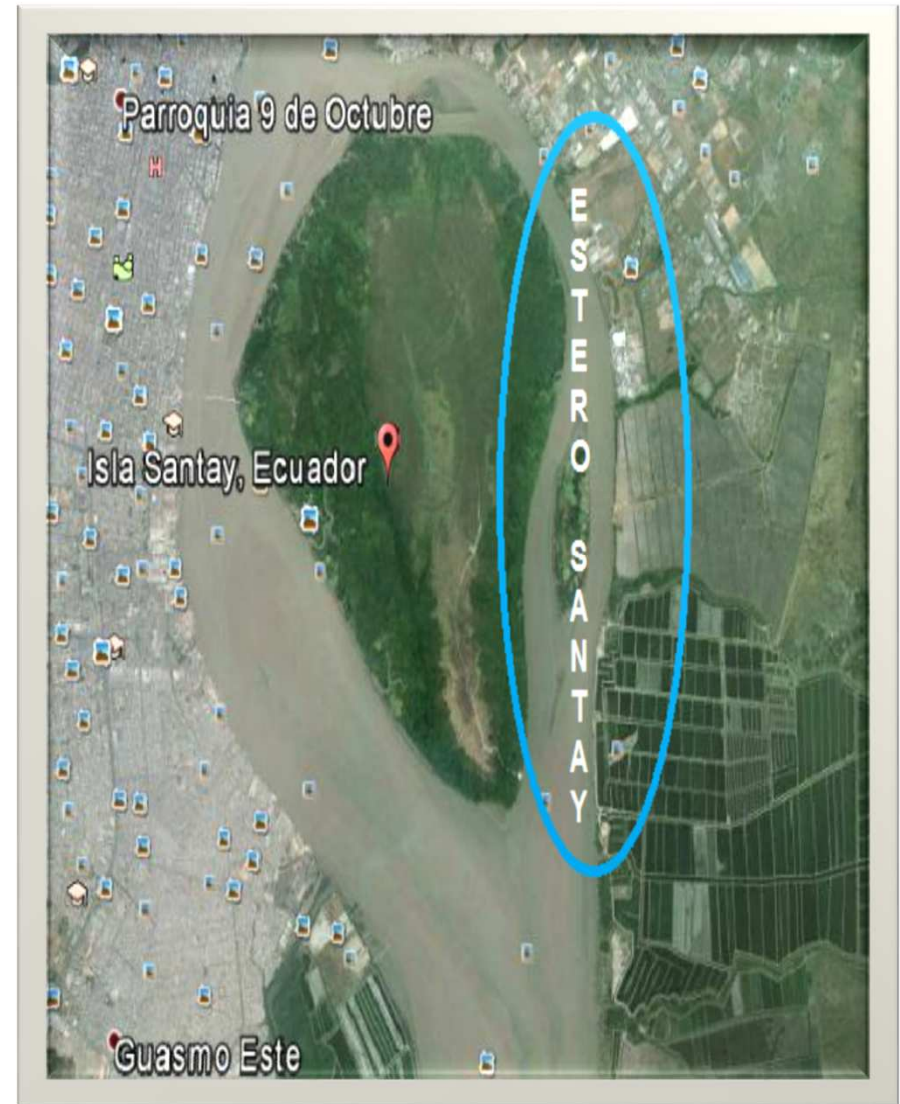 Parroquia 9 de Octubre
H
Isla Santay, Ecuador
ESTERO SANTAY
Guasmo Este